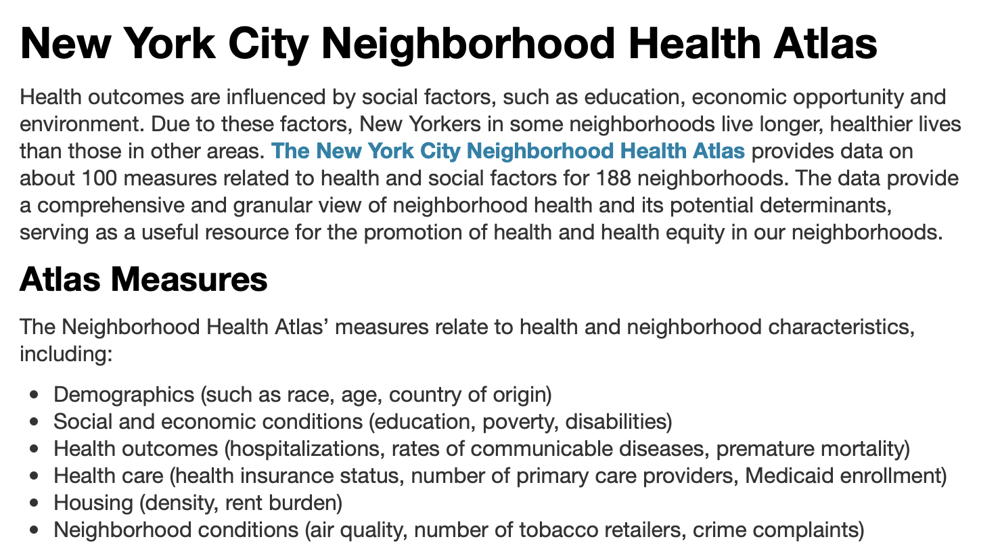 New York City Neighborhood Health Atlas
Health outcomes are influenced by social factors, such as education, economic opportunity and
environment. Due to these factors, New Yorkers in some neighborhoods live longer, healthier lives
than those in other areas. The New York City Neighborhood Health Atlas provides data on
about 100 measures related to health and social factors for 188 neighborhoods. The data provide
a comprehensive and granular view of neighborhood health and its potential determinants,
serving as a useful resource for the promotion of health and health equity in our neighborhoods.
Atlas Measures
The Neighborhood Health Atlas’ measures relate to health and neighborhood characteristics,
including:
• Demographics (such as race, age, country of origin)
• Social and economic conditions (education, poverty, disabilities)
• Health outcomes (hospitalizations, rates of communicable diseases, premature mortality)
• Health care (health insurance status, number of primary care providers, Medicaid enrollment)
• Housing (density, rent burden)
• Neighborhood conditions (air quality, number of tobacco retailers, crime complaints)